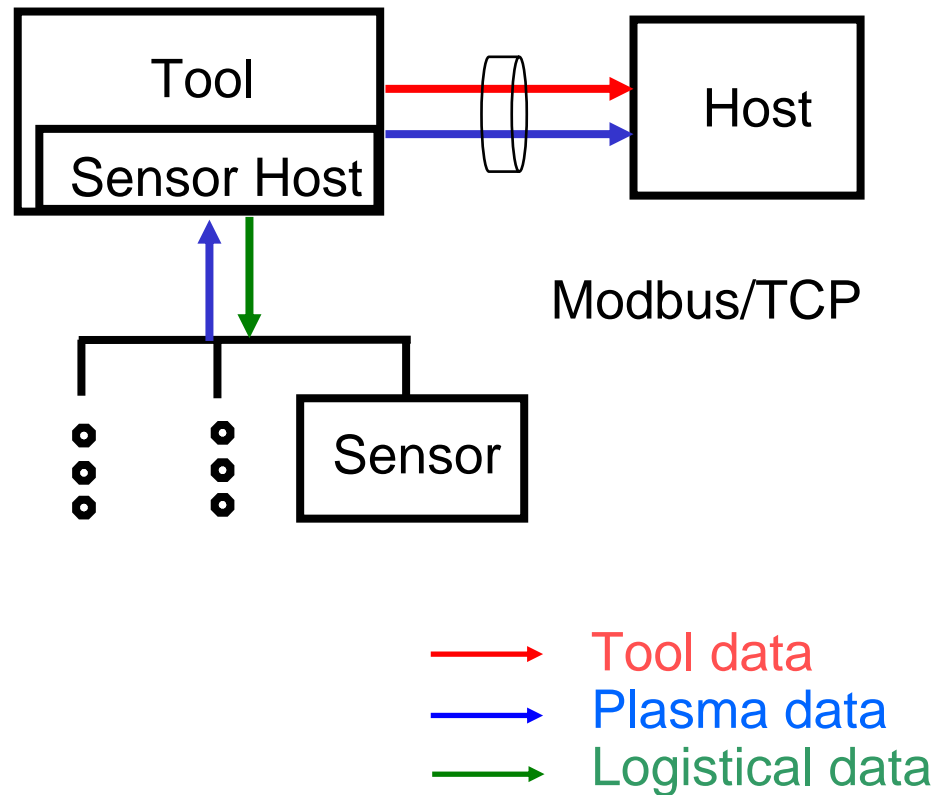 Tool
Host
Sensor Host
Modbus/TCP
Sensor
Tool data
Plasma data
Logistical data